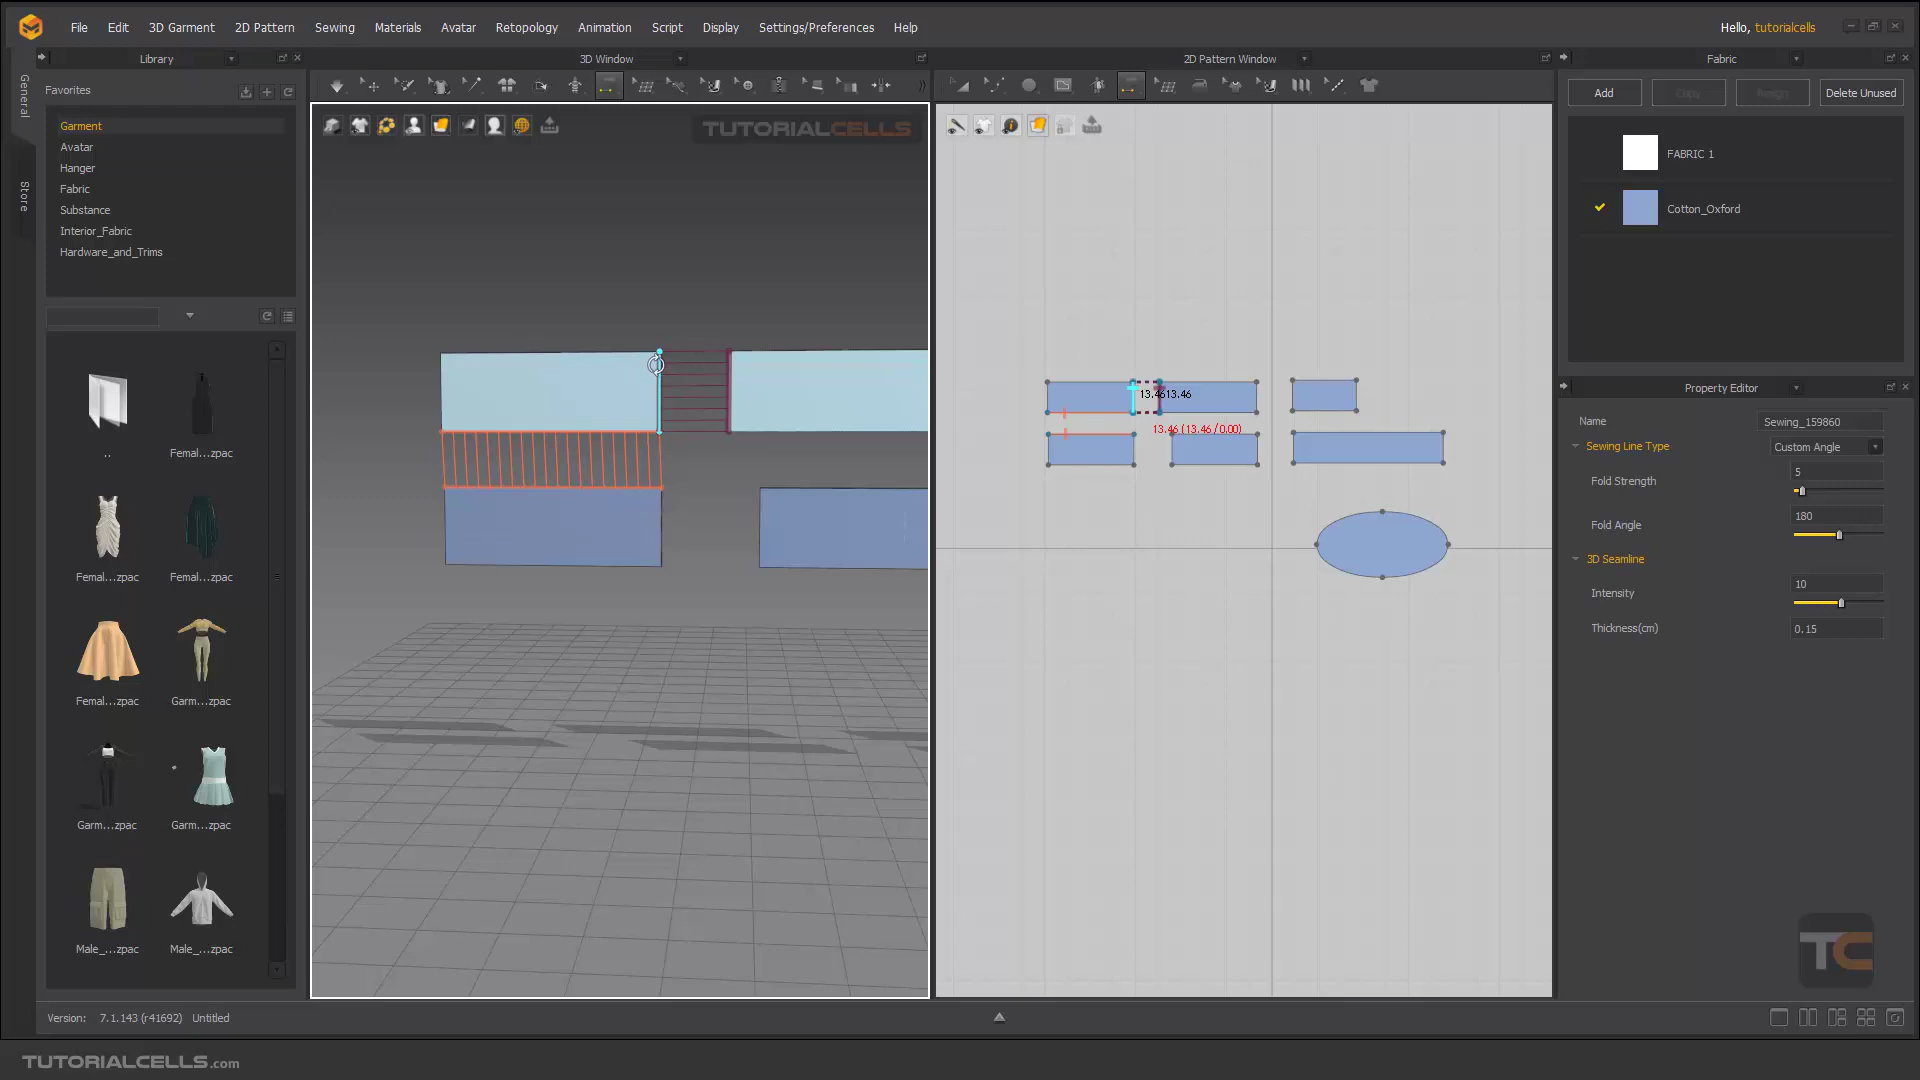 File Edit 3D Garment 2D Pattern Sewing Materials Avatar Retopology Animation Script Display Settings/Preferences Help
Hello, tutorialcells
Library
3D Window
2D Pattern Window
Fabric
General
Store
Favorites
Garment
Avatar
Hanger
Fabric
Substance
Interior_Fabric
Hardware_and_Trims
..
Femal...zpac
Femal...zpac
Femal...zpac
Femal...zpac
Garm...zpac
Garm...zpac
Garm...zpac
Male_...zpac
Male_...zpac
TUTORIALCELLS
13.4613.46
13.46 (13.46 /0.00)
Add
Copy
Assign
Delete Unused
FABRIC 1
Cotton_Oxford
Property Editor
Name
Sewing_159860
Sewing Line Type
Custom Angle
Fold Strength
5
Fold Angle
180
3D Seamline
Intensity
10
Thickness(cm)
0.15
TC
Version: 7.1.143 (r41692) Untitled
TUTORIALCELLS.com